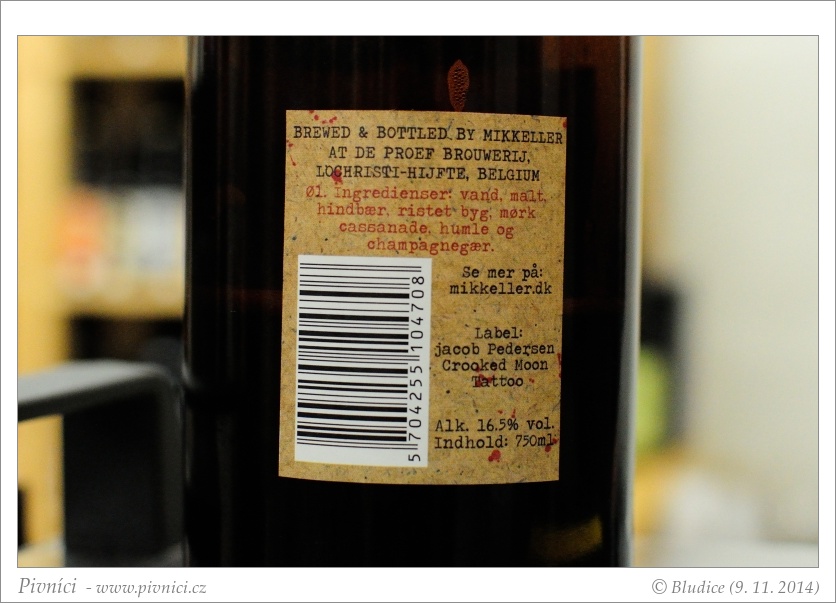 BREWED & BOTTLED BY MIKKELLER
AT DE PROEF BROUWERIJ,
LOCHRISTI-HIJFTE, BELGIUM
Øl. Ingredienser: vand, malt,
hindbær, ristet byg, mørk
cassanade, humle og
champagnegær.
Se mer på:
mikkeller.dk
Label:
jacob Pedersen
Crooked Moon
Tattoo
Alk. 16.5% vol.
Indhold: 750ml
5 704255 104708
Pivníci - www.pivnici.cz
© Bludice (9. 11. 2014)